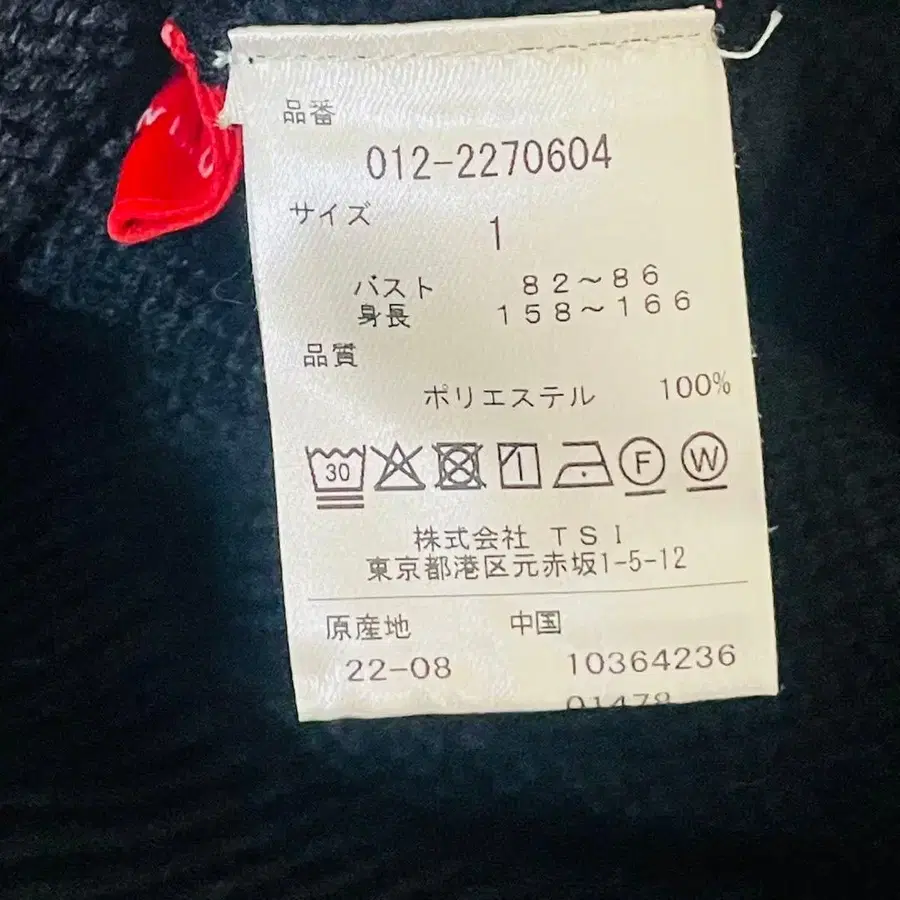 品番
012-2270604
サイズ
1
バスト 82～86
身長 158～166
品質
ポリエステル 100%
30 F W
株式会社 TSI
東京都港区元赤坂1-5-12
原産地 中国
22-08 10364236
01478